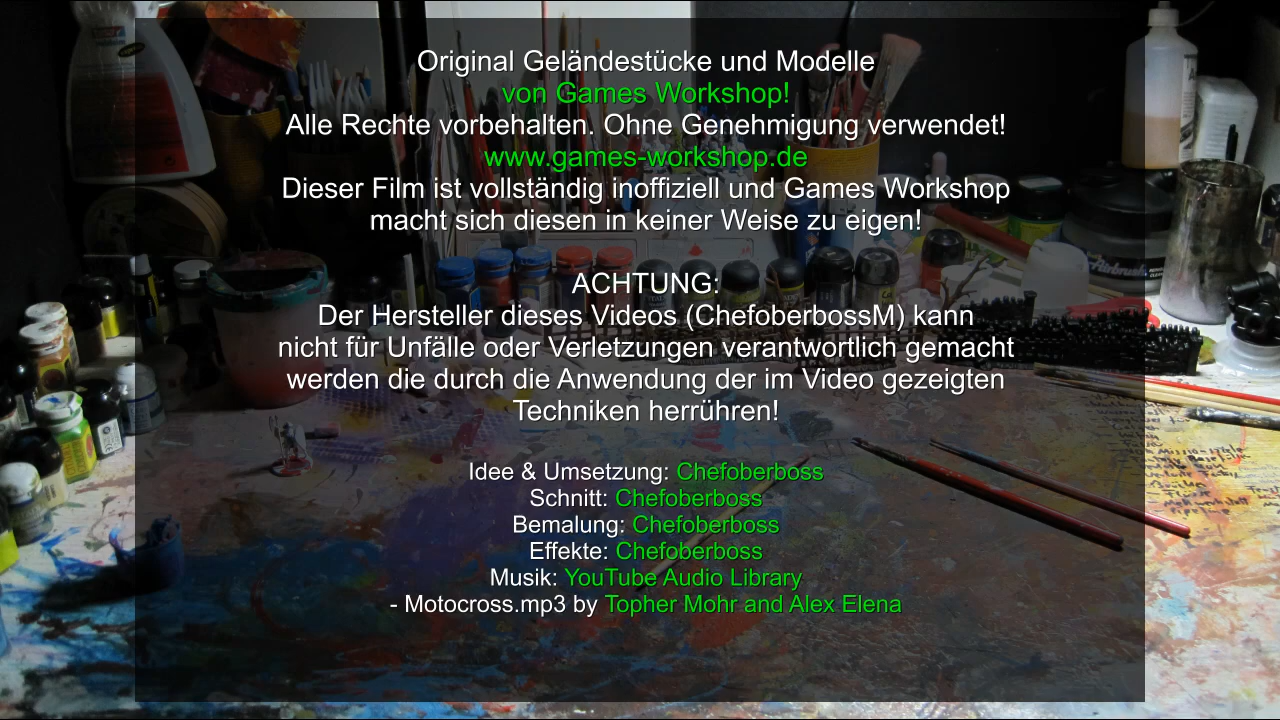 Original Geländestücke und Modelle
von Games Workshop!
Alle Rechte vorbehalten. Ohne Genehmigung verwendet!
www.games-workshop.de
Dieser Film ist vollständig inoffiziell und Games Workshop
macht sich diesen in keiner Weise zu eigen!
ACHTUNG:
Der Hersteller dieses Videos (ChefoberbossM) kann
nicht für Unfälle oder Verletzungen verantwortlich gemacht
werden die durch die Anwendung der im Video gezeigten
Techniken herrühren!
Idee & Umsetzung: Chefoberboss
Schnitt: Chefoberboss
Bemalung: Chefoberboss
Effekte: Chefoberboss
Musik: YouTube Audio Library
- Motocross.mp3 by Topher Mohr and Alex Elena
Airbrush